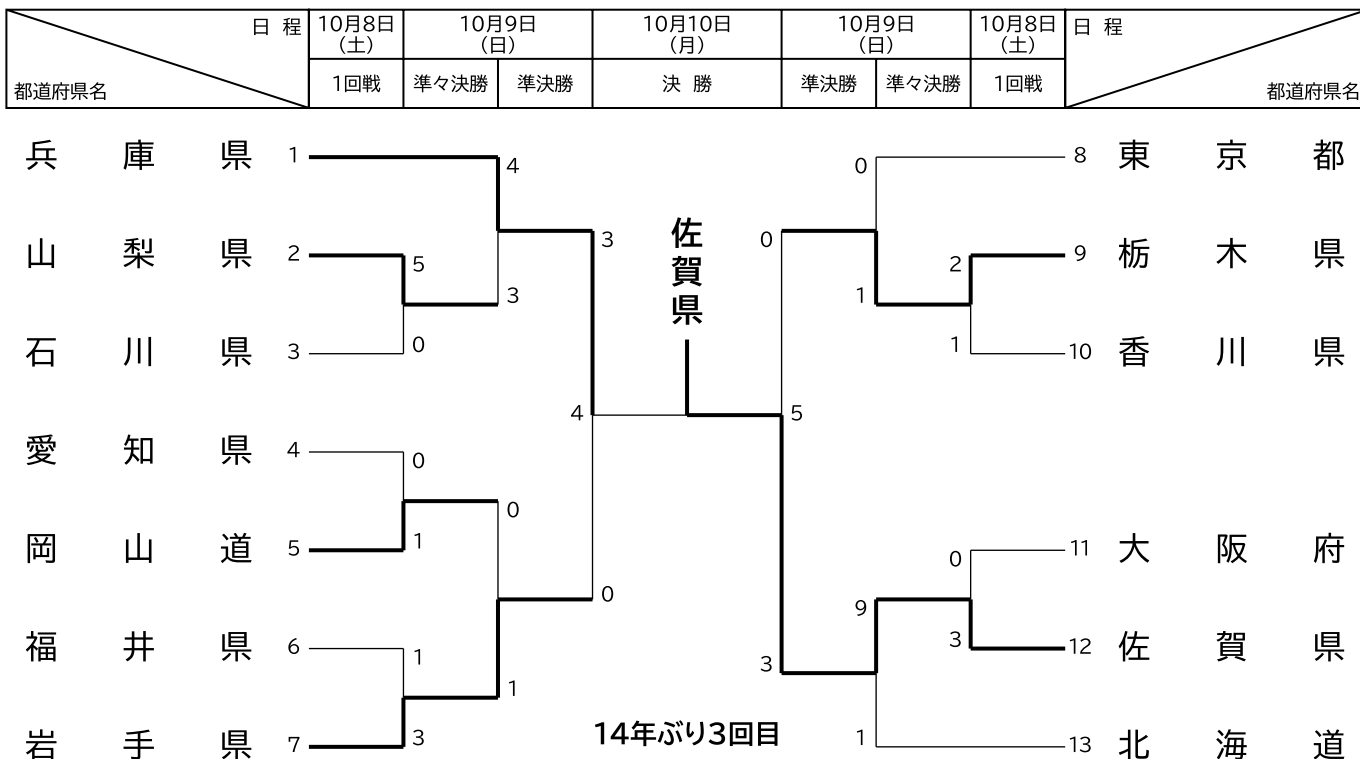 日 程 10月8日(土) 10月9日(日) 10月10日(月) 10月9日(日) 10月8日(土) 日 程
都道府県名 1回戦 準々決勝 準決勝 決 勝 準決勝 準々決勝 1回戦 都道府県名
兵庫県 1 4 0 8 東京都
佐賀県
3 0
山梨県 2 5 2 9 栃木県
3 1
石川県 3 0 1 10 香川県
4 5
愛知県 4 0
0
岡山道 5 1 0 11 大阪府
0 9
福井県 6 1 3 12 佐賀県
1 3
14年ぶり3回目
岩手県 7 3 1 13 北海道